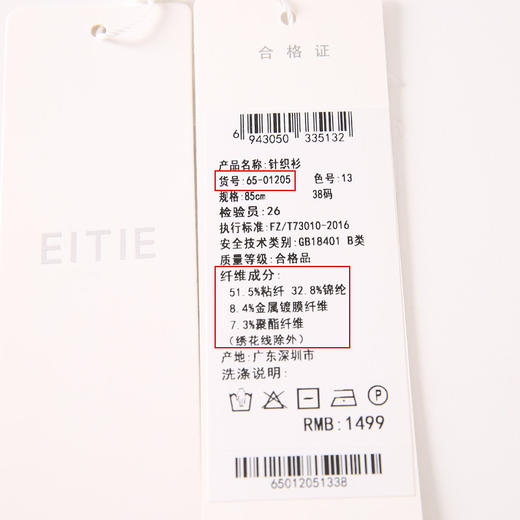 EITIE
合格证
6 943050 335132
产品名称:针织衫
货号:65-01205 色号:13
规格:85cm 38码
检验员:26
执行标准:FZ/T73010-2016
安全技术类别:GB18401 B类
质量等级:合格品
纤维成分:
51.5%粘纤 32.8%锦纶
8.4%金属镀膜纤维
7.3%聚酯纤维
(绣花线除外)
产地:广东深圳市
洗涤说明:
P
RMB:1499
65012051338